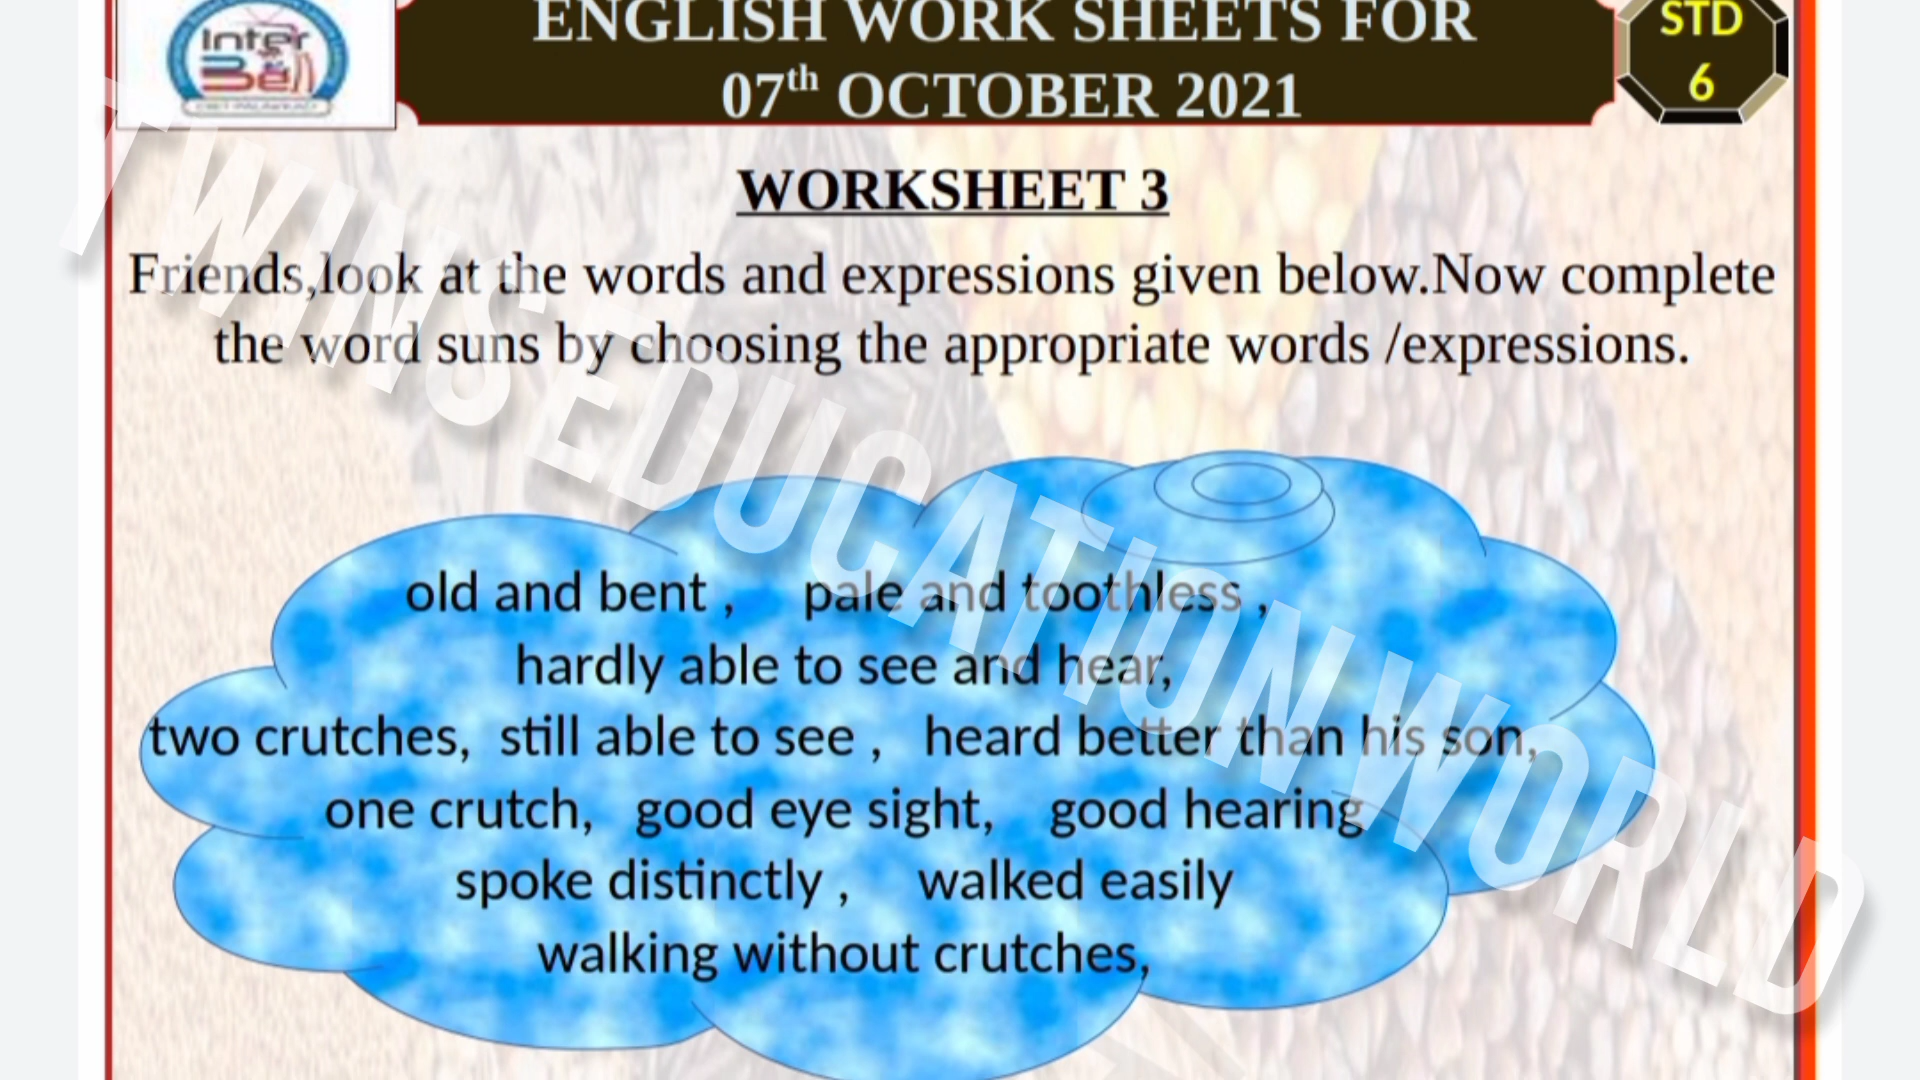 Inter
Bell
ENGLISH WORK SHEETS FOR
07th OCTOBER 2021
STD
6
WORKSHEET 3
Friends,look at the words and expressions given below.Now complete
the word suns by choosing the appropriate words /expressions.
old and bent , pale and toothless ,
hardly able to see and hear,
two crutches, still able to see , heard better than his son,
one crutch, good eye sight, good hearing
spoke distinctly , walked easily
walking without crutches,
TWINS EDUCATION WORLD